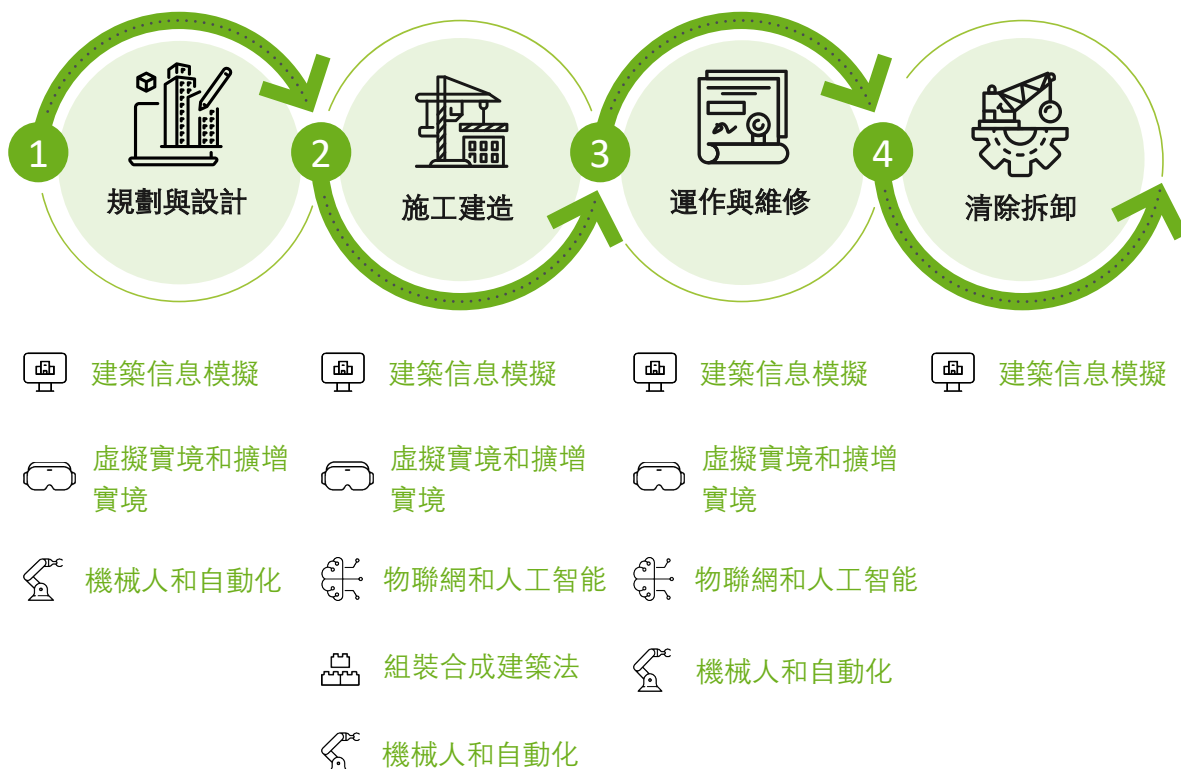 1
規劃與設計
2
施工建造
3
運作與維修
4
清除拆卸
建築信息模擬
虛擬實境和擴增
實境
機械人和自動化
建築信息模擬
虛擬實境和擴增
實境
物聯網和人工智能
組裝合成建築法
機械人和自動化
建築信息模擬
虛擬實境和擴增
實境
物聯網和人工智能
機械人和自動化
建築信息模擬